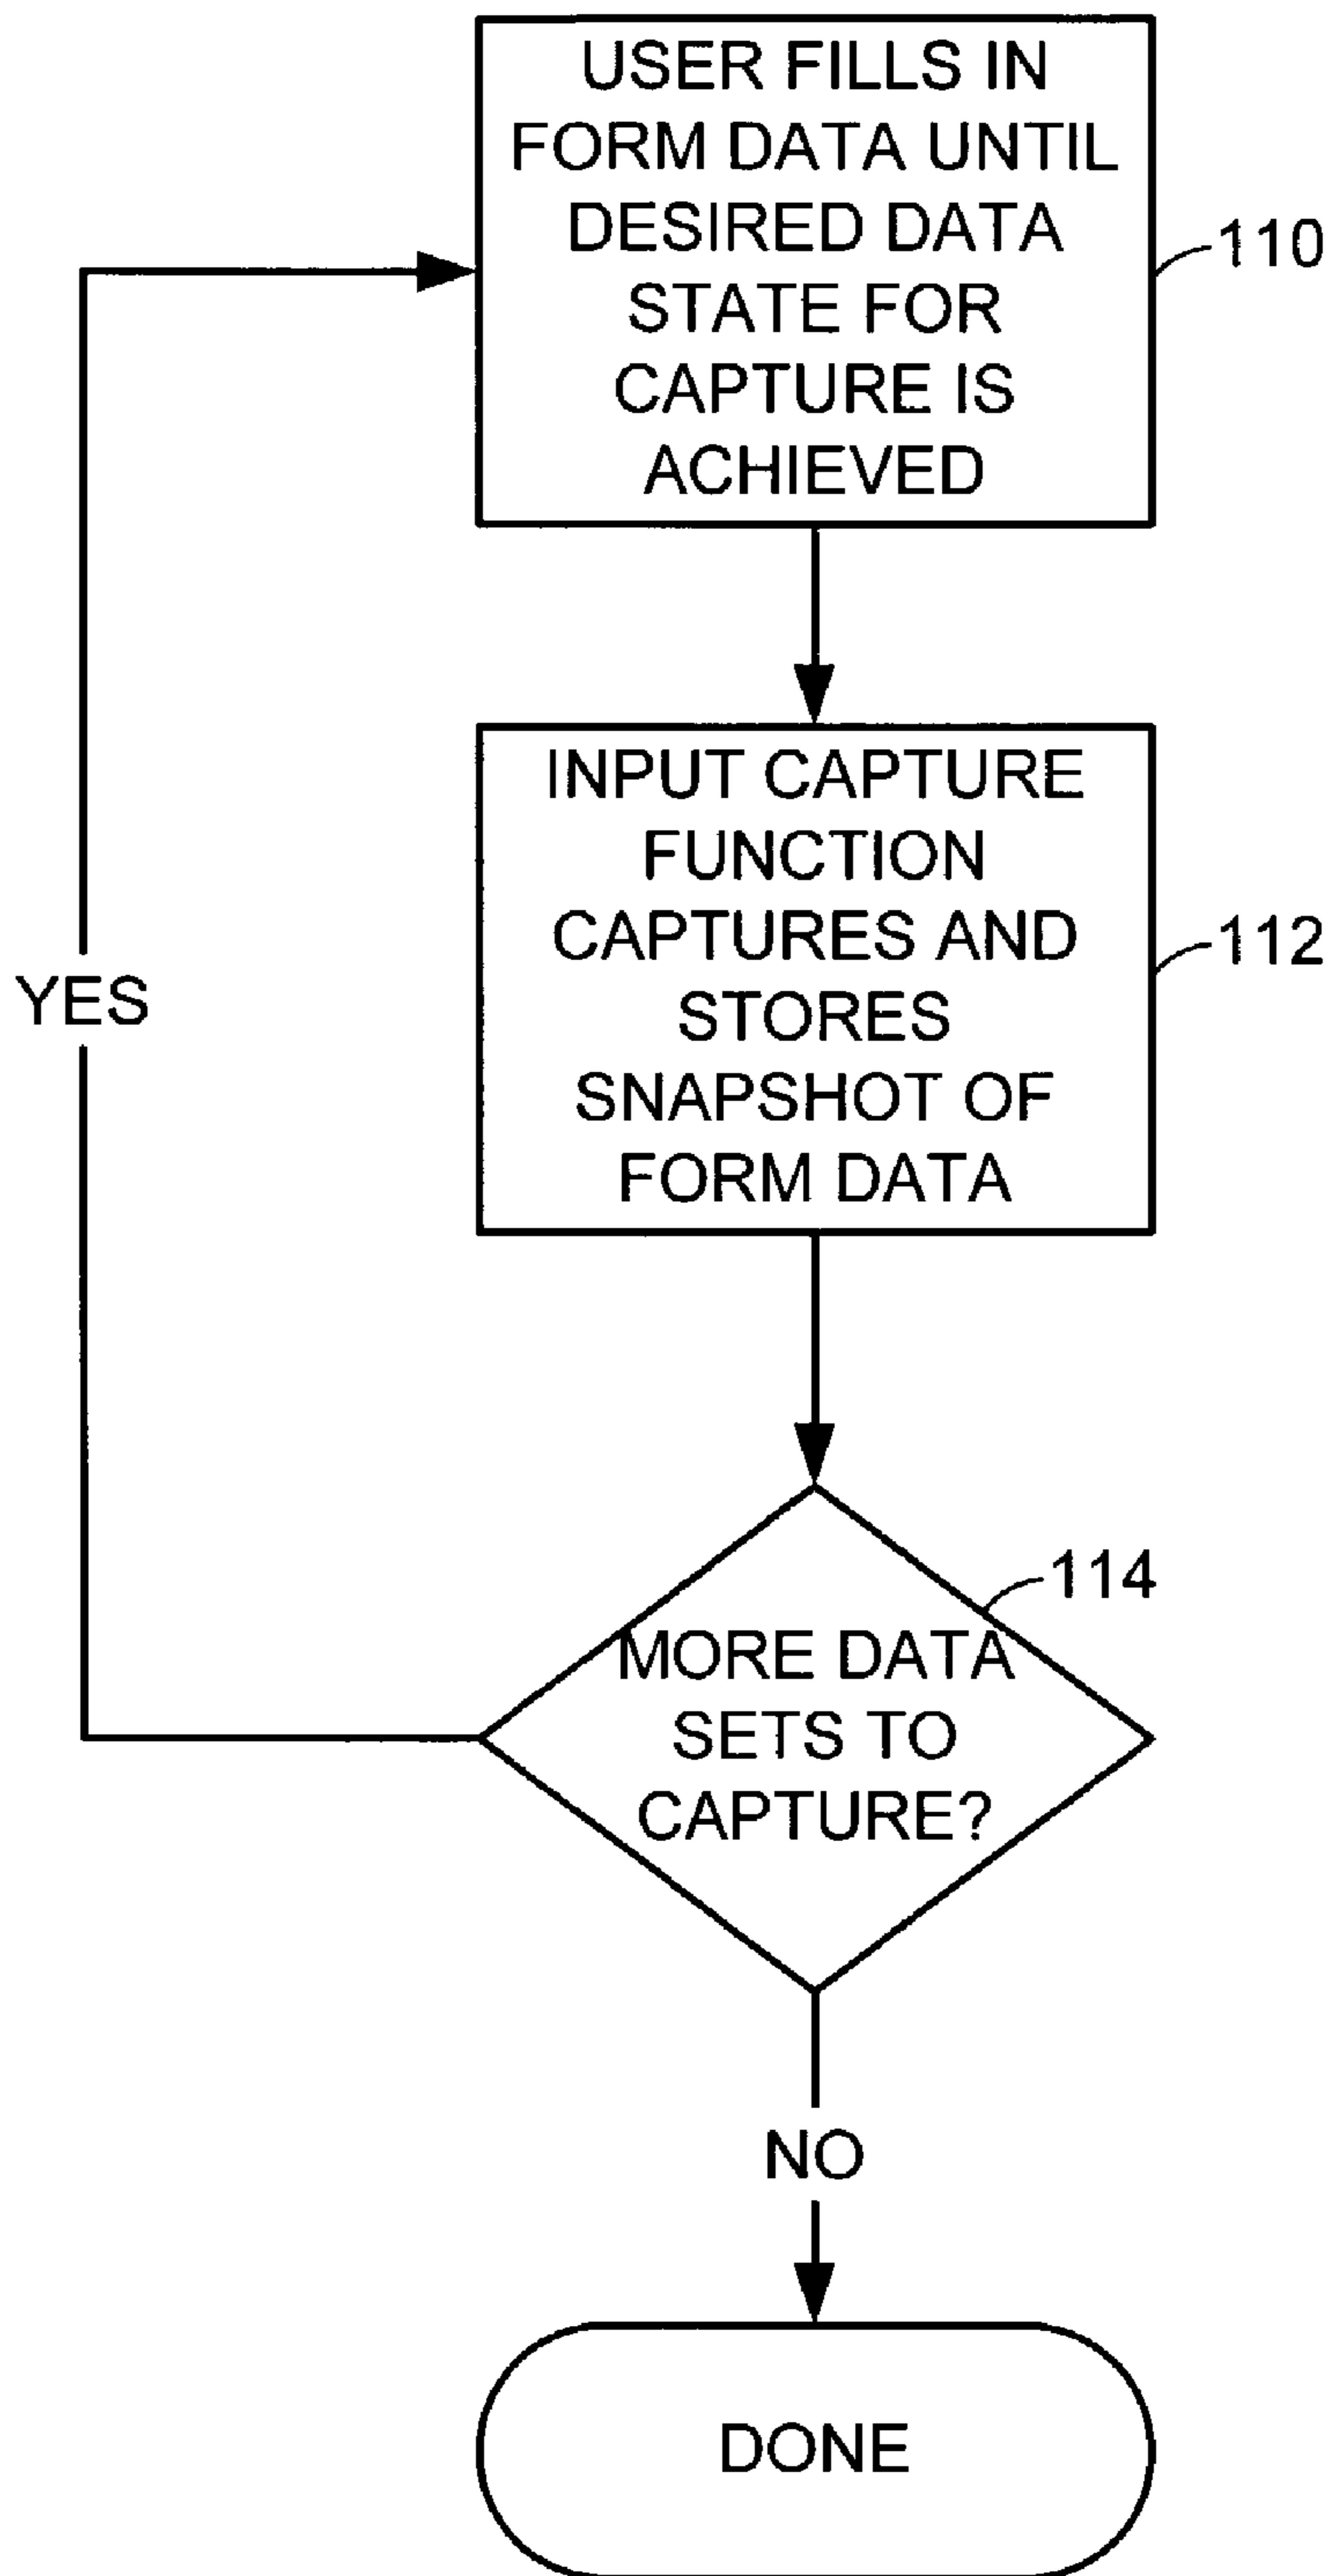 USER FILLS IN
FORM DATA UNTIL
DESIRED DATA
STATE FOR
CAPTURE IS
ACHIEVED
110
INPUT CAPTURE
FUNCTION
CAPTURES AND
STORES
SNAPSHOT OF
FORM DATA
112
YES
114
MORE DATA
SETS TO
CAPTURE?
NO
DONE